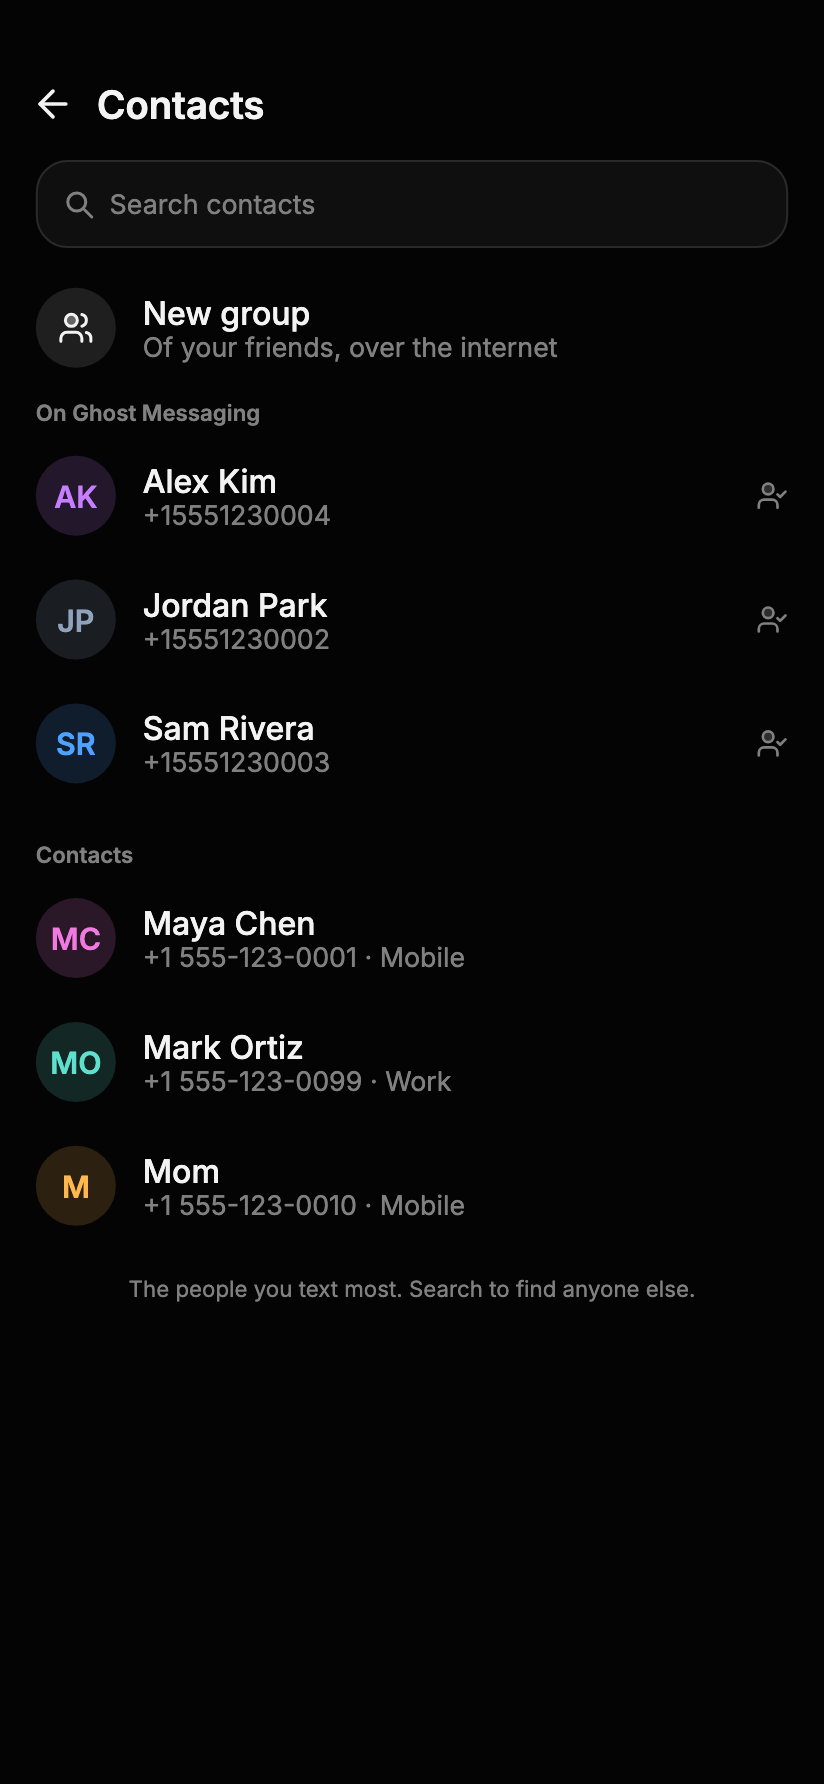 Contacts
Search contacts
New group
Of your friends, over the internet
On Ghost Messaging
AK
Alex Kim
+15551230004
JP
Jordan Park
+15551230002
SR
Sam Rivera
+15551230003
Contacts
MC
Maya Chen
+1 555-123-0001 · Mobile
MO
Mark Ortiz
+1 555-123-0099 · Work
M
Mom
+1 555-123-0010 · Mobile
The people you text most. Search to find anyone else.